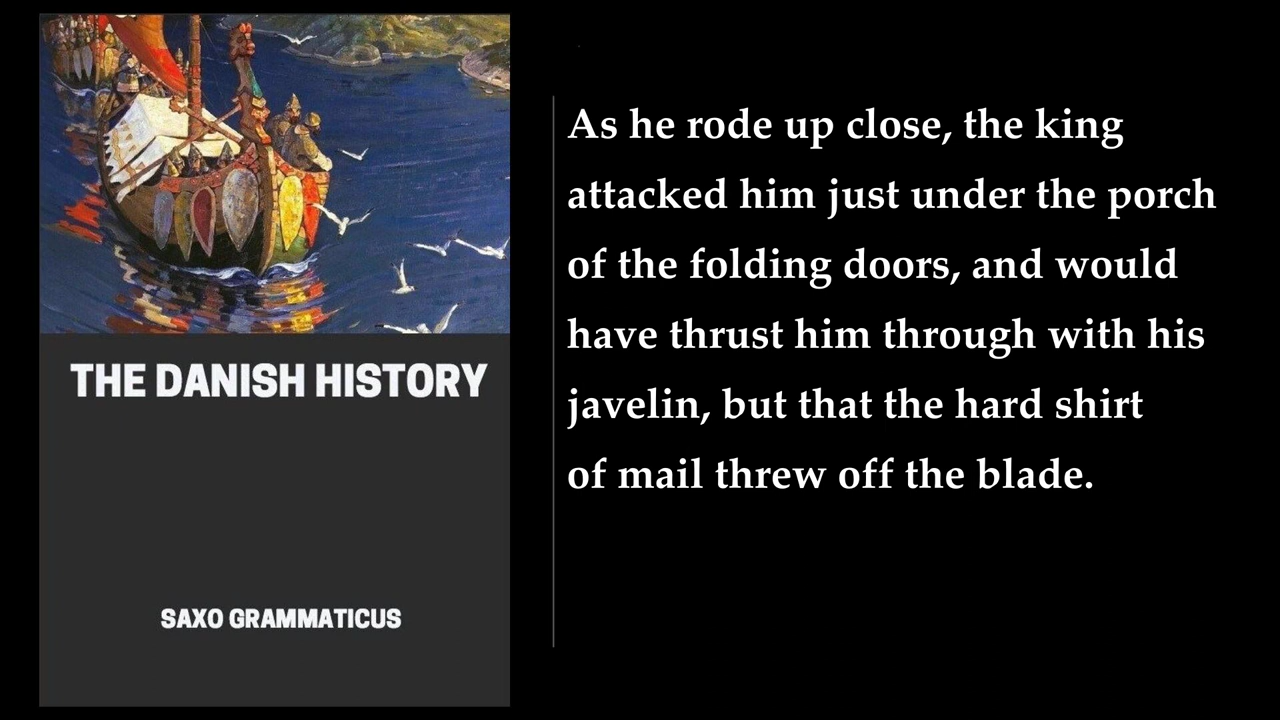 THE DANISH HISTORY
SAXO GRAMMATICUS
As he rode up close, the king
attacked him just under the porch
of the folding doors, and would
have thrust him through with his
javelin, but that the hard shirt
of mail threw off the blade.